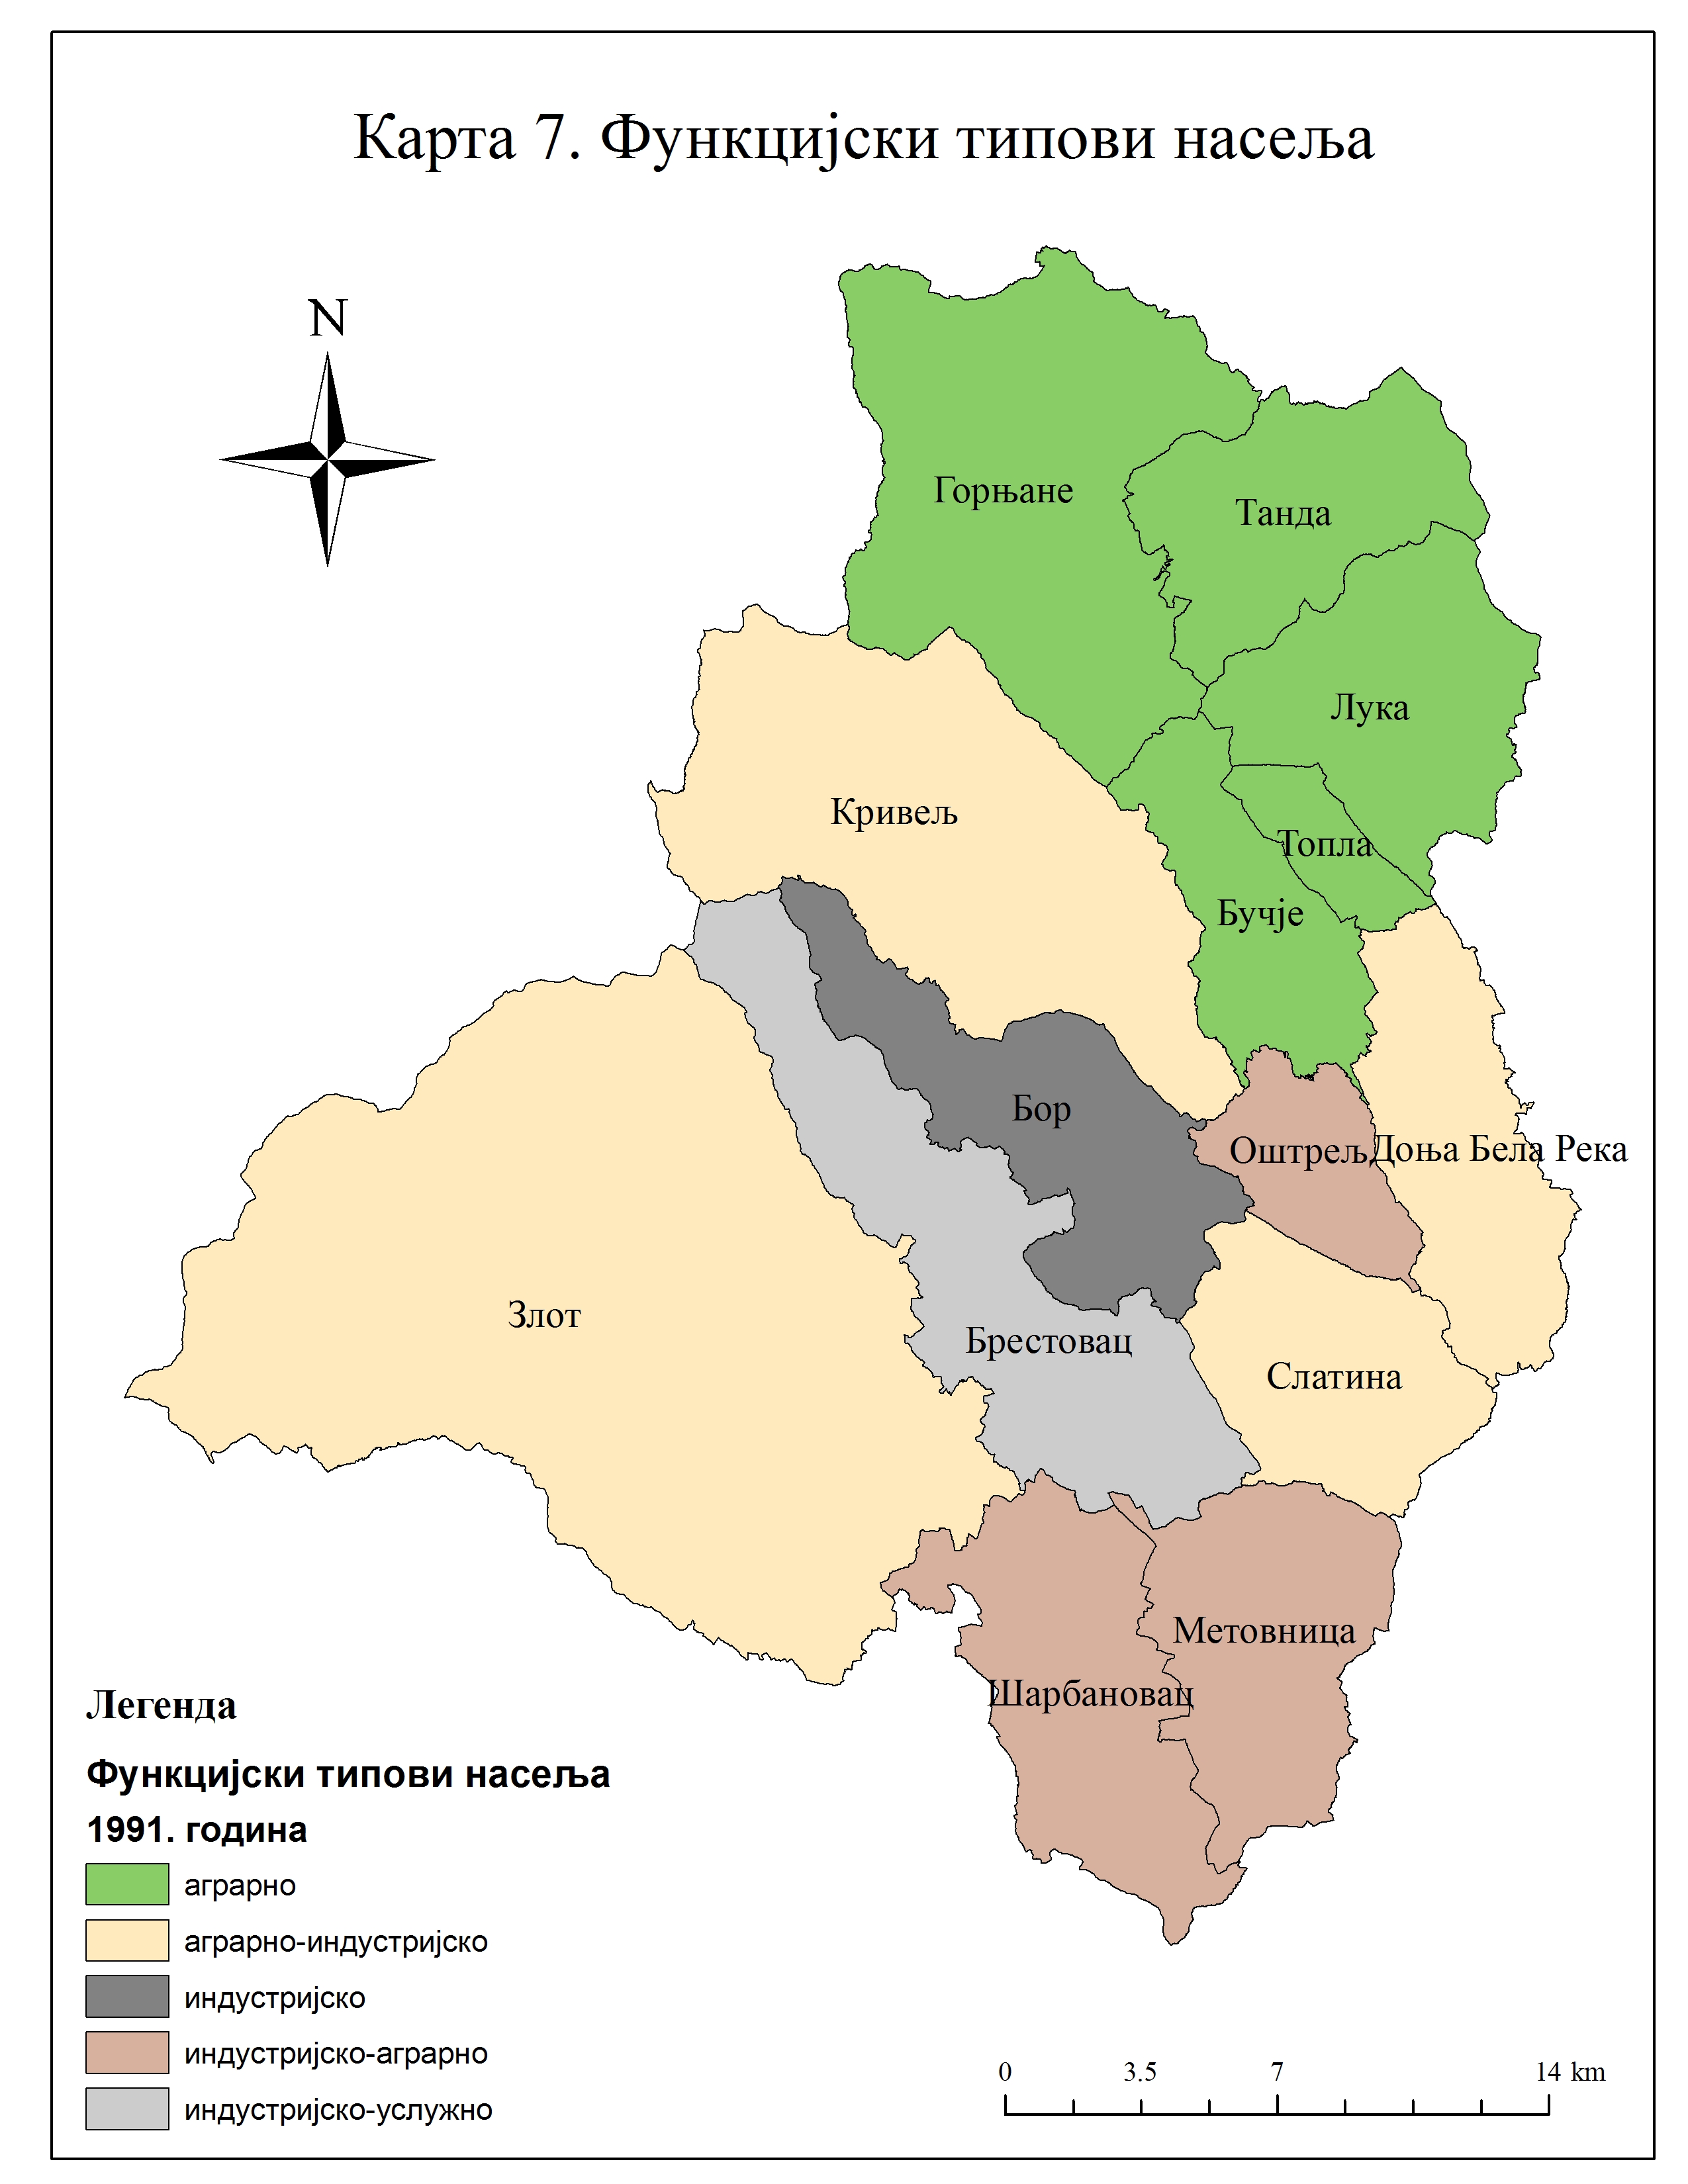 Карта 7. Функцијски типови насеља
N
Горњане
Танда
Лука
Кривељ
Топла
Бучје
Бор
Оштрељ
Доња Бела Река
Злот
Брестовац
Слатина
Метовница
Шарбановац
Легенда
Функцијски типови насеља
1991. година
аграрно
аграрно-индустријско
индустријско
индустријско-аграрно
индустријско-услужно
0 3.5 7 14 km